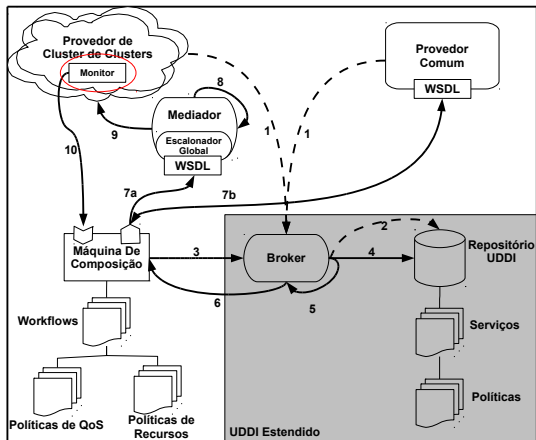 Provedor de
Cluster de Clusters
Monitor
Provedor
Comum
WSDL
8
Mediador
Escalonador
Global
WSDL
9
10
1
1
7a
7b
2
Máquina De
Composição
3
Broker
4
Repositório
UDDI
5
6
Workflows
Serviços
Políticas de QoS
Políticas de
Recursos
Políticas
UDDI Estendido